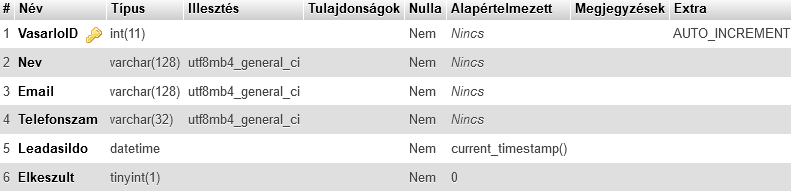 # Név Típus Illesztés Tulajdonságok Nulla Alapértelmezett Megjegyzések Extra
1 VasarloID int(11) Nem Nincs AUTO_INCREMENT
2 Nev varchar(128) utf8mb4_general_ci Nem Nincs
3 Email varchar(128) utf8mb4_general_ci Nem Nincs
4 Telefonszam varchar(32) utf8mb4_general_ci Nem Nincs
5 Leadasildo datetime Nem current_timestamp()
6 Elkeszult tinyint(1) Nem 0